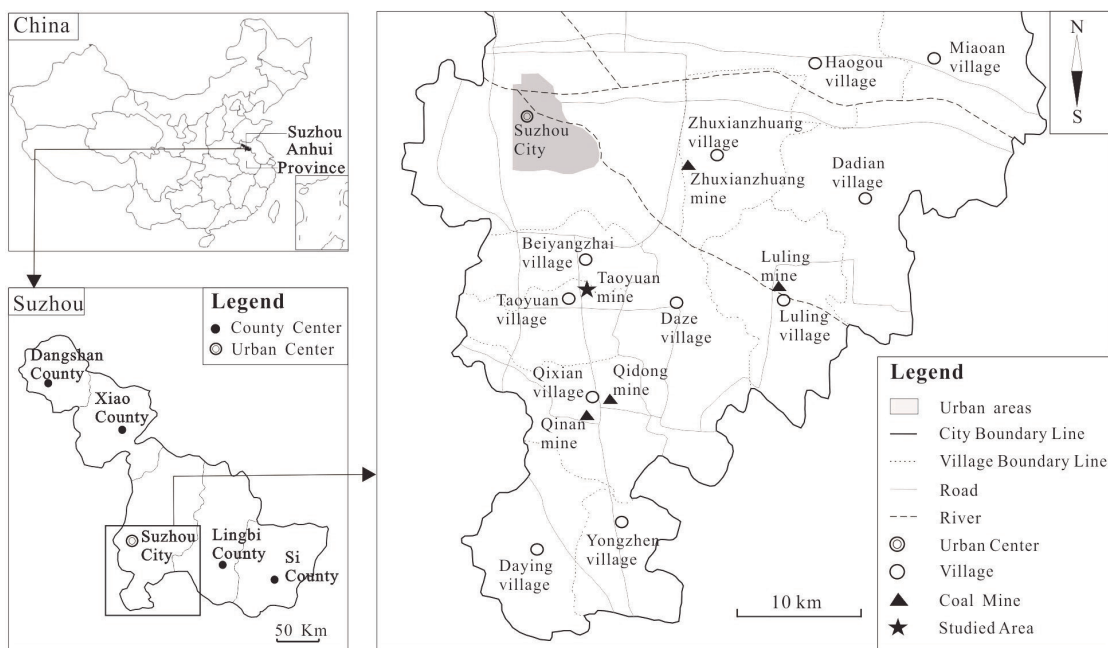 China
Suzhou
Anhui
Province
Suzhou
Legend
County Center
Urban Center
Dangshan
County
Xiao
County
Suzhou
City
Lingbi
County
Si
County
50 Km
N
S
Miaoan
village
Haogou
village
Suzhou
City
Zhuxianzhuang
village
Zhuxianzhuang
mine
Dadian
village
Beiyangzhai
village
Taoyuan
mine
Taoyuan
village
Daze
village
Luling
mine
Luling
village
Qixian
village
Qidong
mine
Qinan
mine
Yongzhen
village
Daying
village
10 km
Legend
Urban areas
City Boundary Line
Village Boundary Line
Road
River
Urban Center
Village
Coal Mine
Studied Area